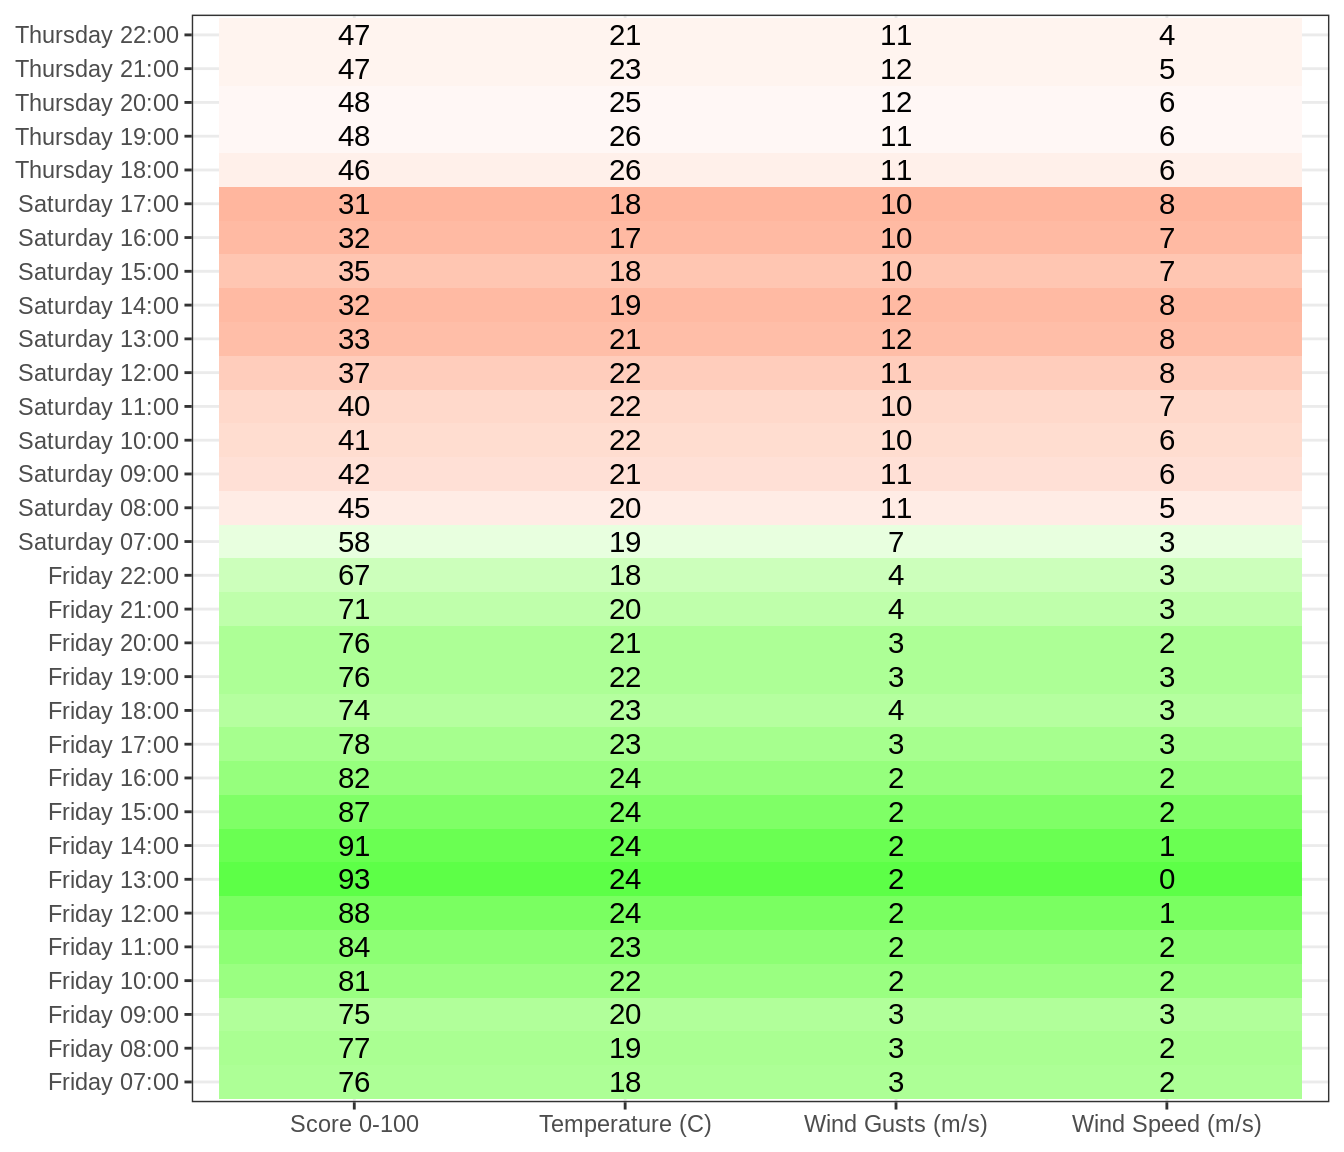 Thursday 22:00 47 21 11 4
Thursday 21:00 47 23 12 5
Thursday 20:00 48 25 12 6
Thursday 19:00 48 26 11 6
Thursday 18:00 46 26 11 6
Saturday 17:00 31 18 10 8
Saturday 16:00 32 17 10 7
Saturday 15:00 35 18 10 7
Saturday 14:00 32 19 12 8
Saturday 13:00 33 21 12 8
Saturday 12:00 37 22 11 8
Saturday 11:00 40 22 10 7
Saturday 10:00 41 22 10 6
Saturday 09:00 42 21 11 6
Saturday 08:00 45 20 11 5
Saturday 07:00 58 19 7 3
Friday 22:00 67 18 4 3
Friday 21:00 71 20 4 3
Friday 20:00 76 21 3 2
Friday 19:00 76 22 3 3
Friday 18:00 74 23 4 3
Friday 17:00 78 23 3 3
Friday 16:00 82 24 2 2
Friday 15:00 87 24 2 2
Friday 14:00 91 24 2 1
Friday 13:00 93 24 2 0
Friday 12:00 88 24 2 1
Friday 11:00 84 23 2 2
Friday 10:00 81 22 2 2
Friday 09:00 75 20 3 3
Friday 08:00 77 19 3 2
Friday 07:00 76 18 3 2
Score 0-100 Temperature (C) Wind Gusts (m/s) Wind Speed (m/s)